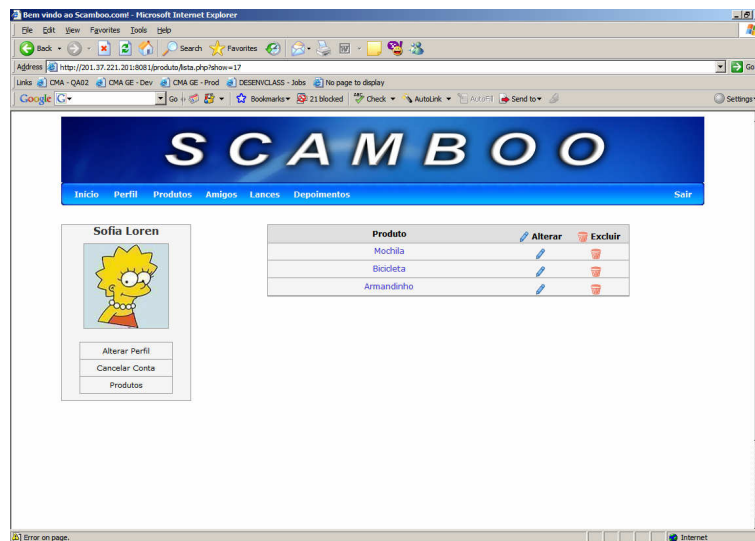 Bem vindo ao Scamboo.com! - Microsoft Internet Explorer
File Edit View Favorites Tools Help
Back Search Favorites
Address http://201.37.221.201:8081/produto/lista.php?show=17 Go
Links CMA - QA02 CMA GE - Dev CMA GE - Prod DESENVCLASS - Jobs No page to display
Google G Go Bookmarks 21 blocked Check AutoLink AutoFill Send to Settings
SCAMBOO
Início Perfil Produtos Amigos Lances Depoimentos Sair
Sofia Loren
Produto Alterar Excluir
Mochila
Bicicleta
Armandinho
Alterar Perfil
Cancelar Conta
Produtos
Error on page. Internet